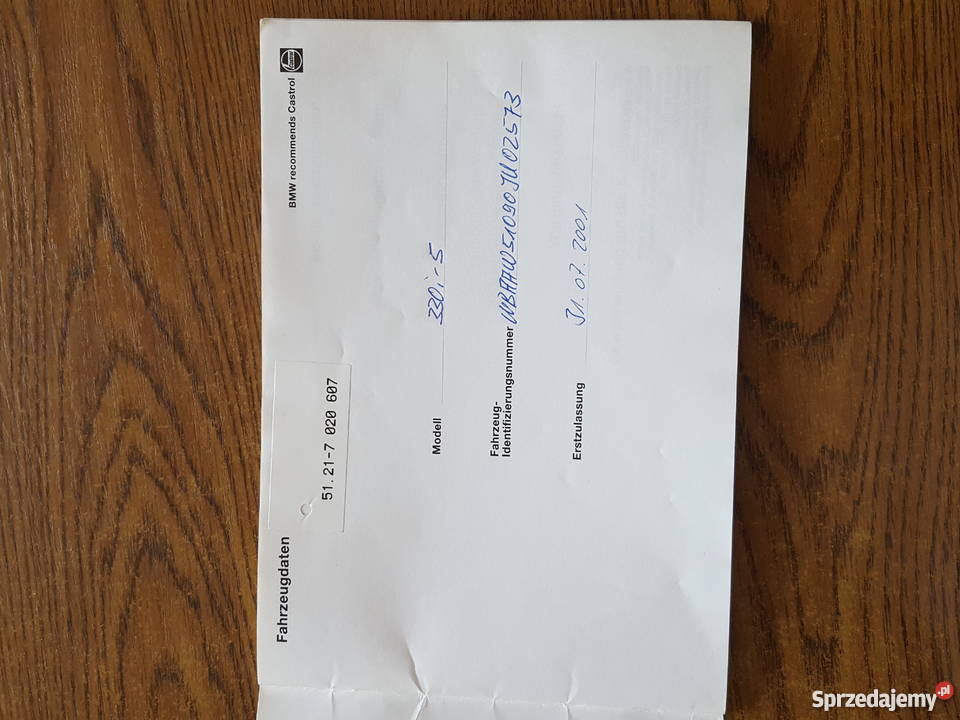 Fahrzeugdaten
BMW recommends Castrol
Castrol
51.21-7 020 607
Modell 330i-5
Fahrzeug-
Identifizierungsnummer WBAAW51090JU02573
Erstzulassung 31.07.2001
Sprzedajemy.pl